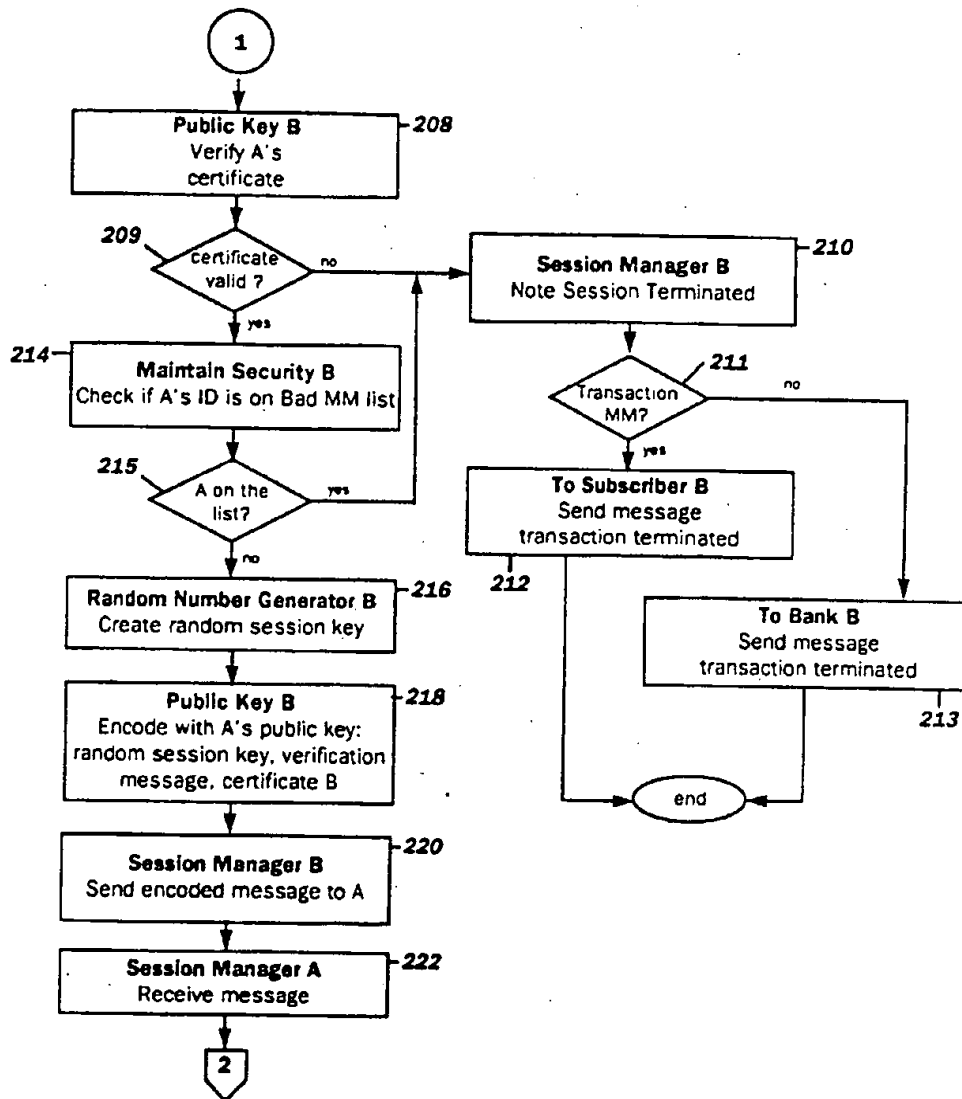 1
Public Key B
Verify A's
certificate
208
209
certificate
valid ?
no
yes
Session Manager B
Note Session Terminated
210
214
Maintain Security B
Check if A's ID is on Bad MM list
211
Transaction
MM?
no
yes
215
A on the
list?
yes
no
To Subscriber B
Send message
transaction terminated
212
Random Number Generator B
Create random session key
216
To Bank B
Send message
transaction terminated
213
Public Key B
Encode with A's public key:
random session key, verification
message, certificate B
218
end
Session Manager B
Send encoded message to A
220
Session Manager A
Receive message
222
2